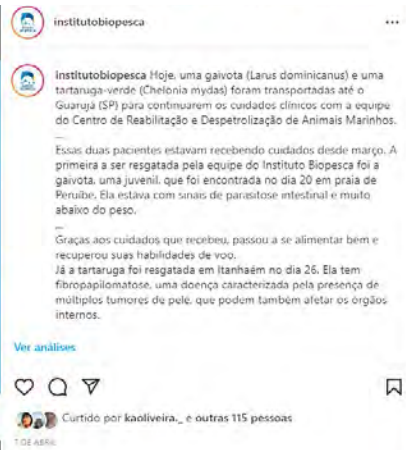 institutobiopesca
institutobiopesca Hoje, uma gaivota (Larus dominicanus) e uma
tartaruga-verde (Chelonia mydas) foram transportadas até o
Guarujá (SP) para continuarem os cuidados clínicos com a equipe
do Centro de Reabilitação e Despetrolização de Animais Marinhos.
...
Essas duas pacientes estavam recebendo cuidados desde março. A
primeira a ser resgatada pela equipe do Instituto Biopesca foi a
gaivota, uma juvenil, que foi encontrada no dia 20 em praia de
Peruíbe. Ela estava com sinais de parasitose intestinal e muito
abaixo do peso.
...
Graças aos cuidados que recebeu, passou a se alimentar bem e
recuperou suas habilidades de voo.
Já a tartaruga foi resgatada em Itanhaém no dia 26. Ela tem
fibropapilomatose, uma doença caracterizada pela presença de
múltiplos tumores de pele, que podem também afetar os órgãos
internos.
Ver análises
Curtido por kaoliveira._ e outras 115 pessoas
DE ABRIL